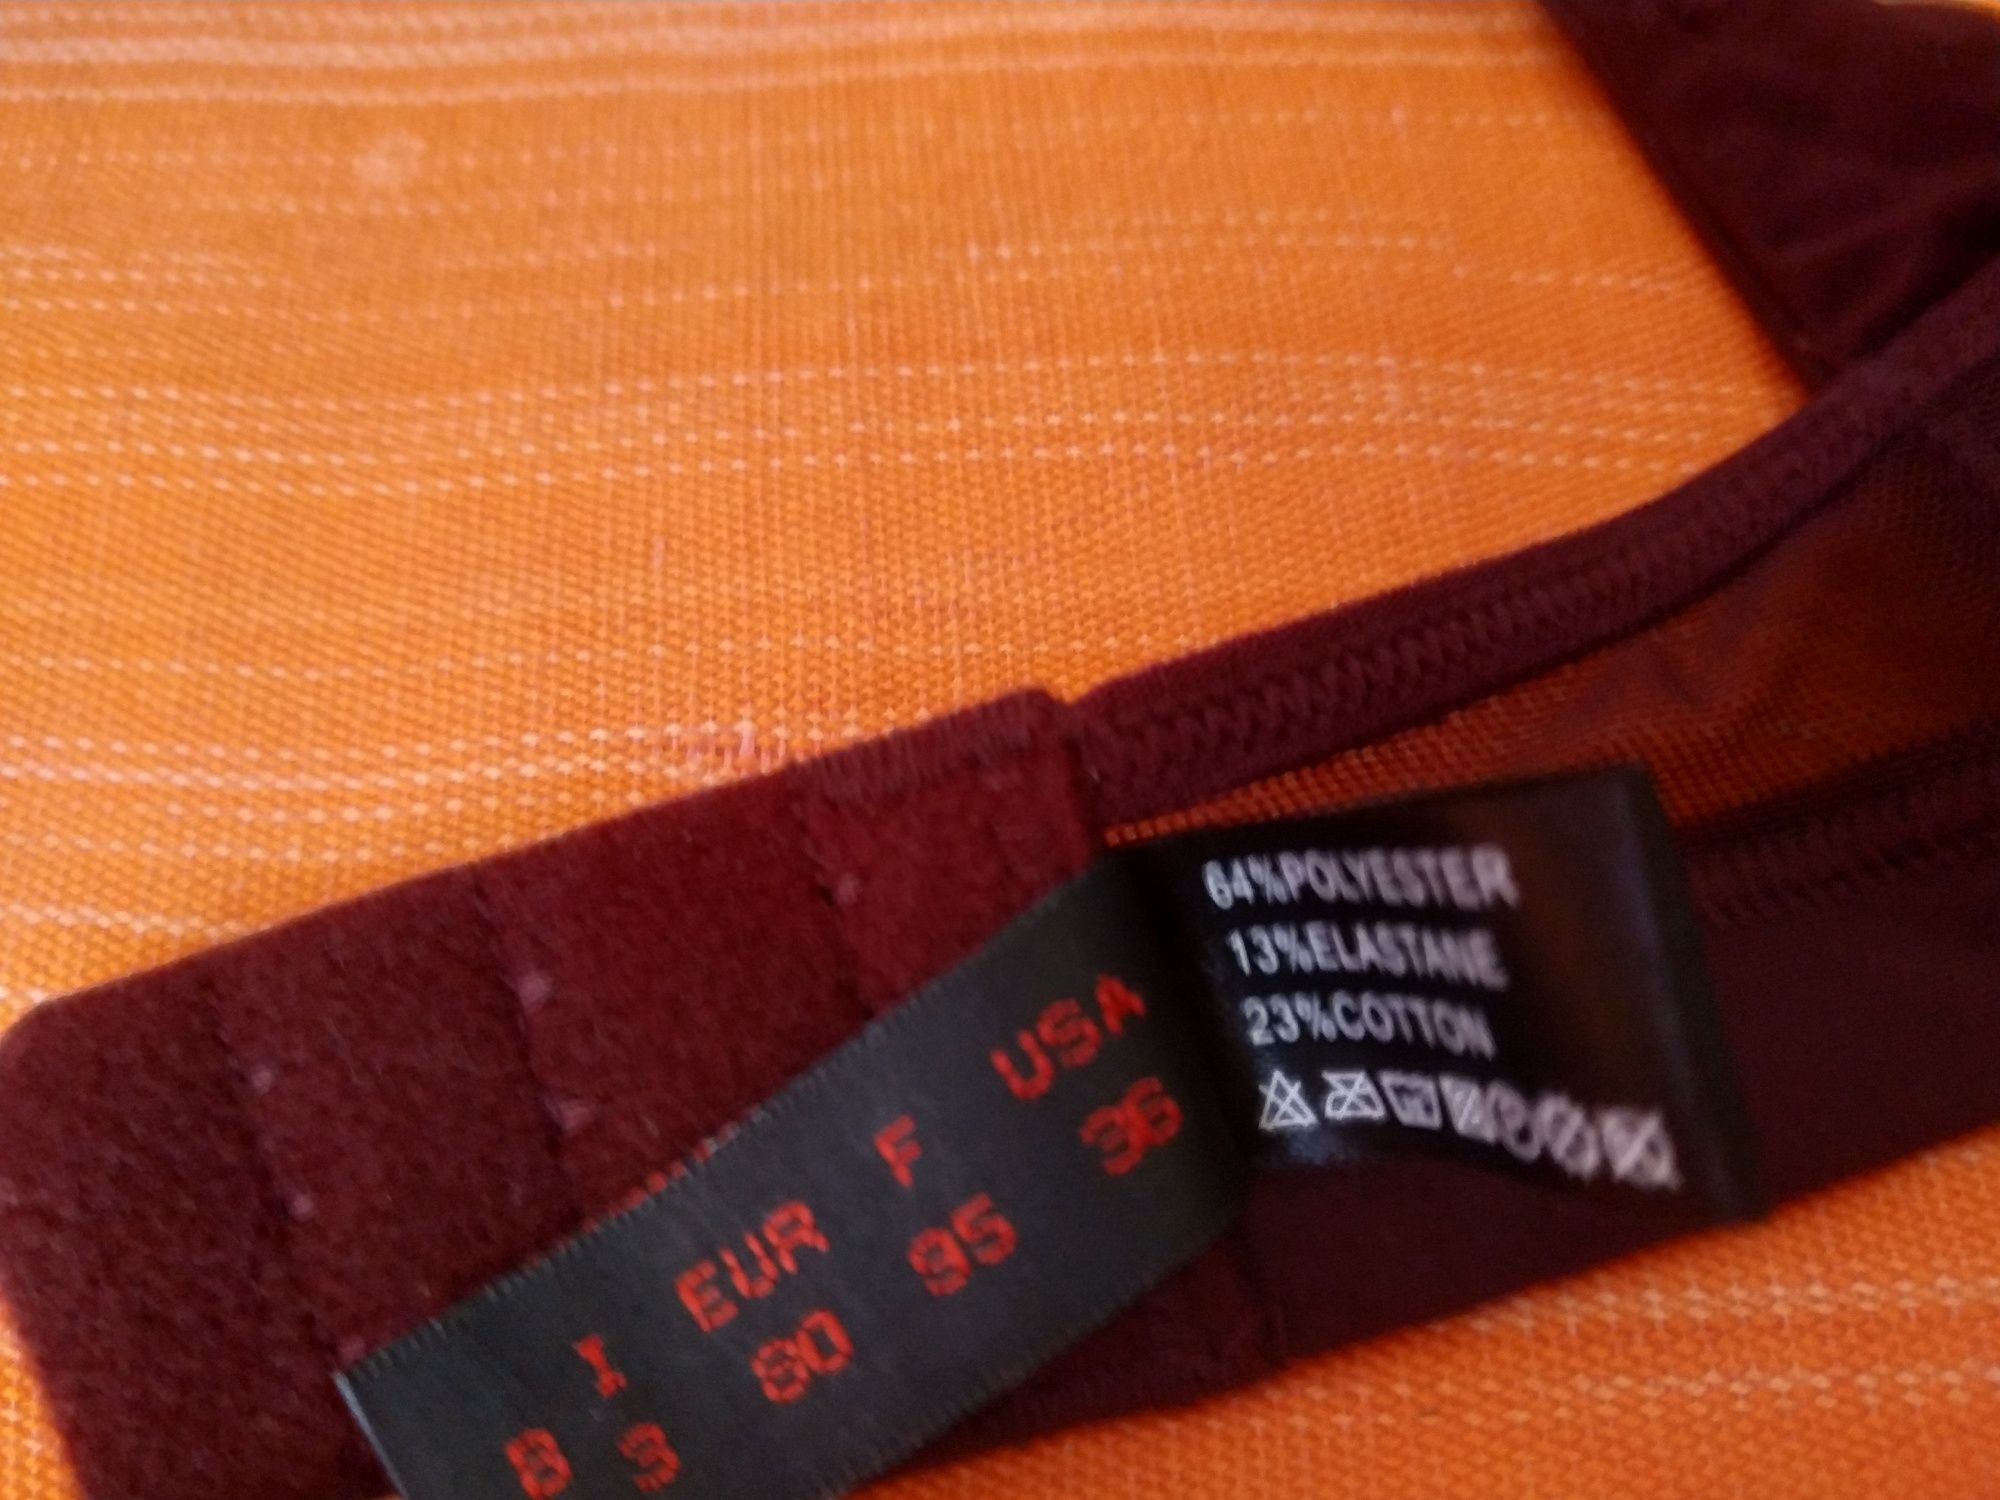 I EUR F USA
B 3 80 95 36
64%POLYESTER
13%ELASTANE
23%COTTON